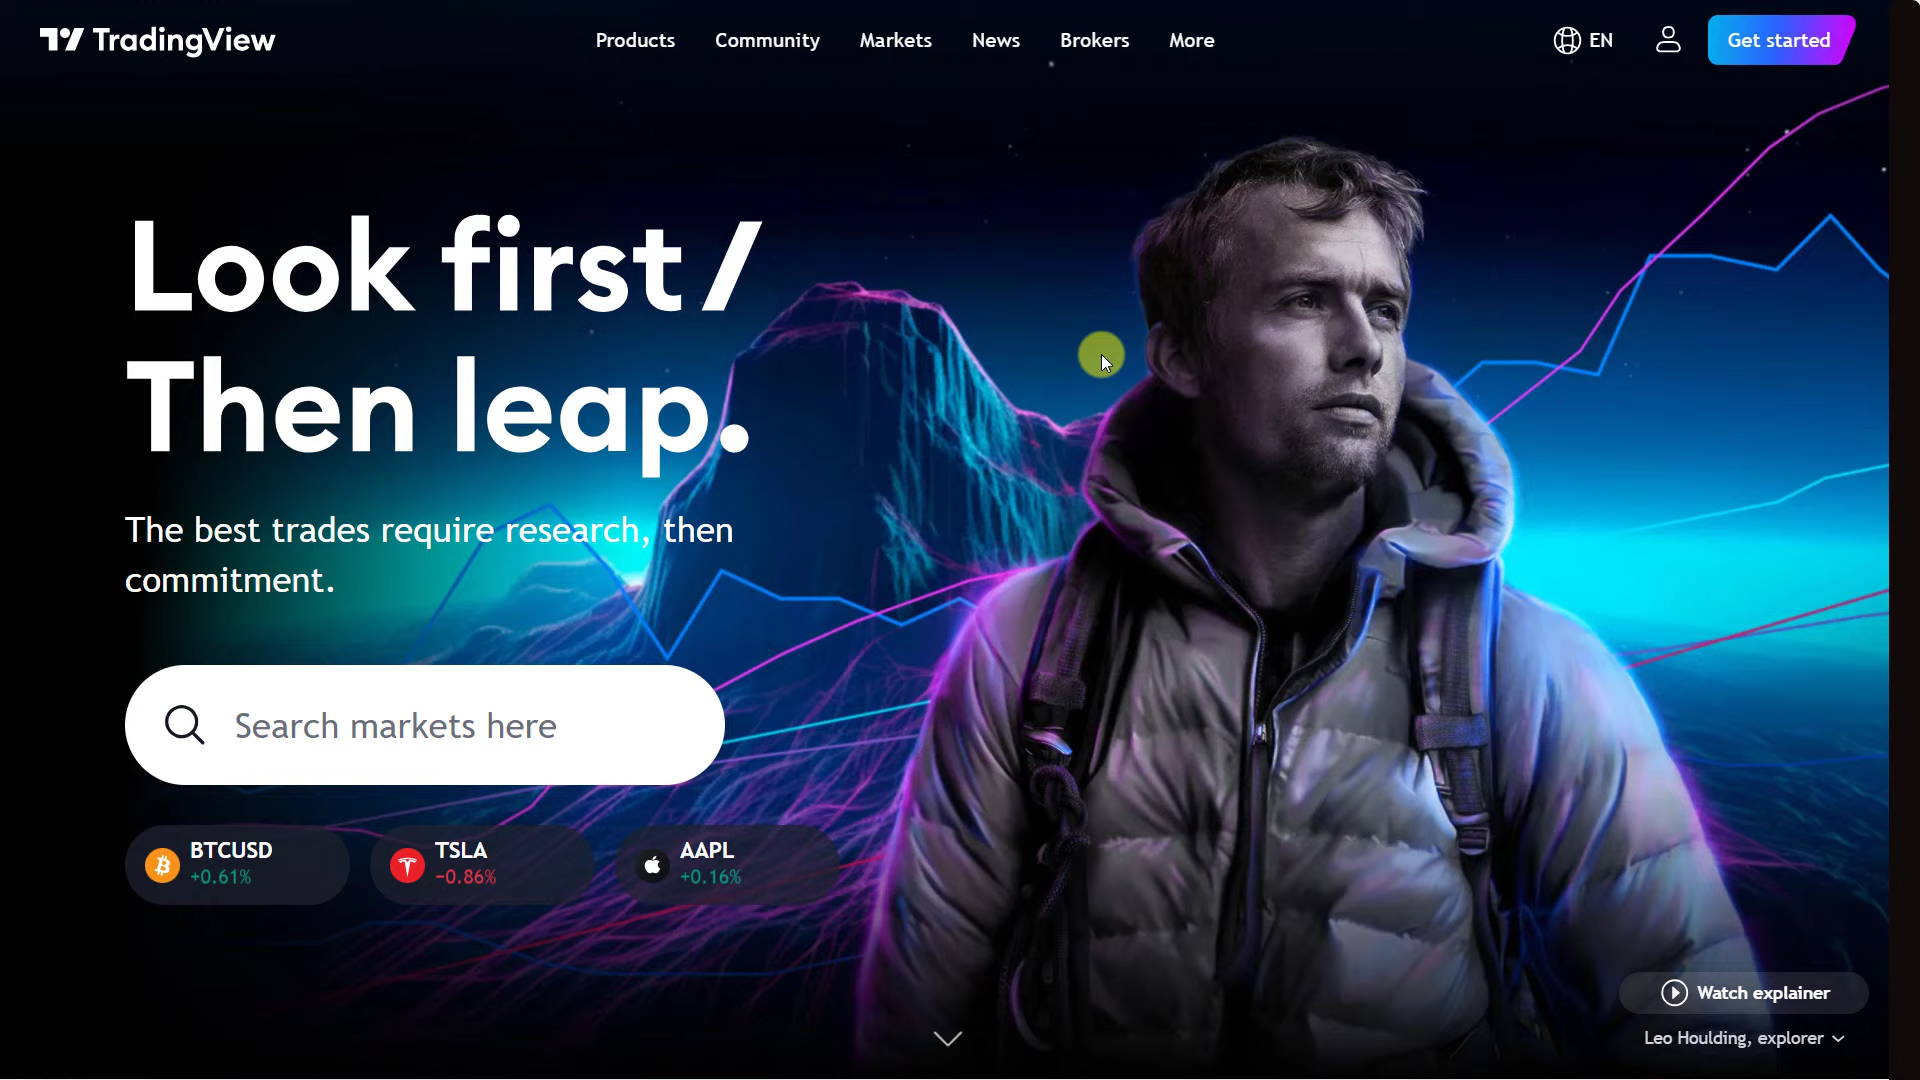 TradingView
Products Community Markets News Brokers More
EN
Get started
Look first /
Then leap.
The best trades require research, then
commitment.
Search markets here
BTCUSD
+0.61%
TSLA
−0.86%
AAPL
+0.16%
Watch explainer
Leo Houlding, explorer